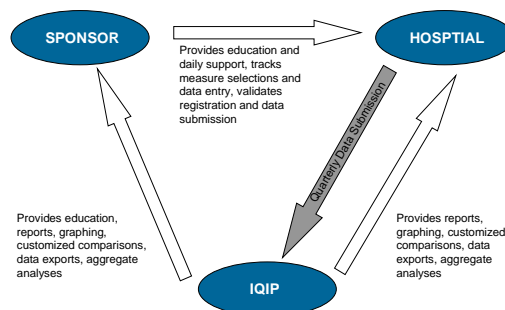 SPONSOR
HOSPTIAL
Provides education and
daily support, tracks
measure selections and
data entry, validates
registration and data
submission
Quarterly Data Submission
Provides education,
reports, graphing,
customized comparisons,
data exports, aggregate
analyses
Provides reports,
graphing, customized
comparisons, data
exports, aggregate
analyses
IQIP